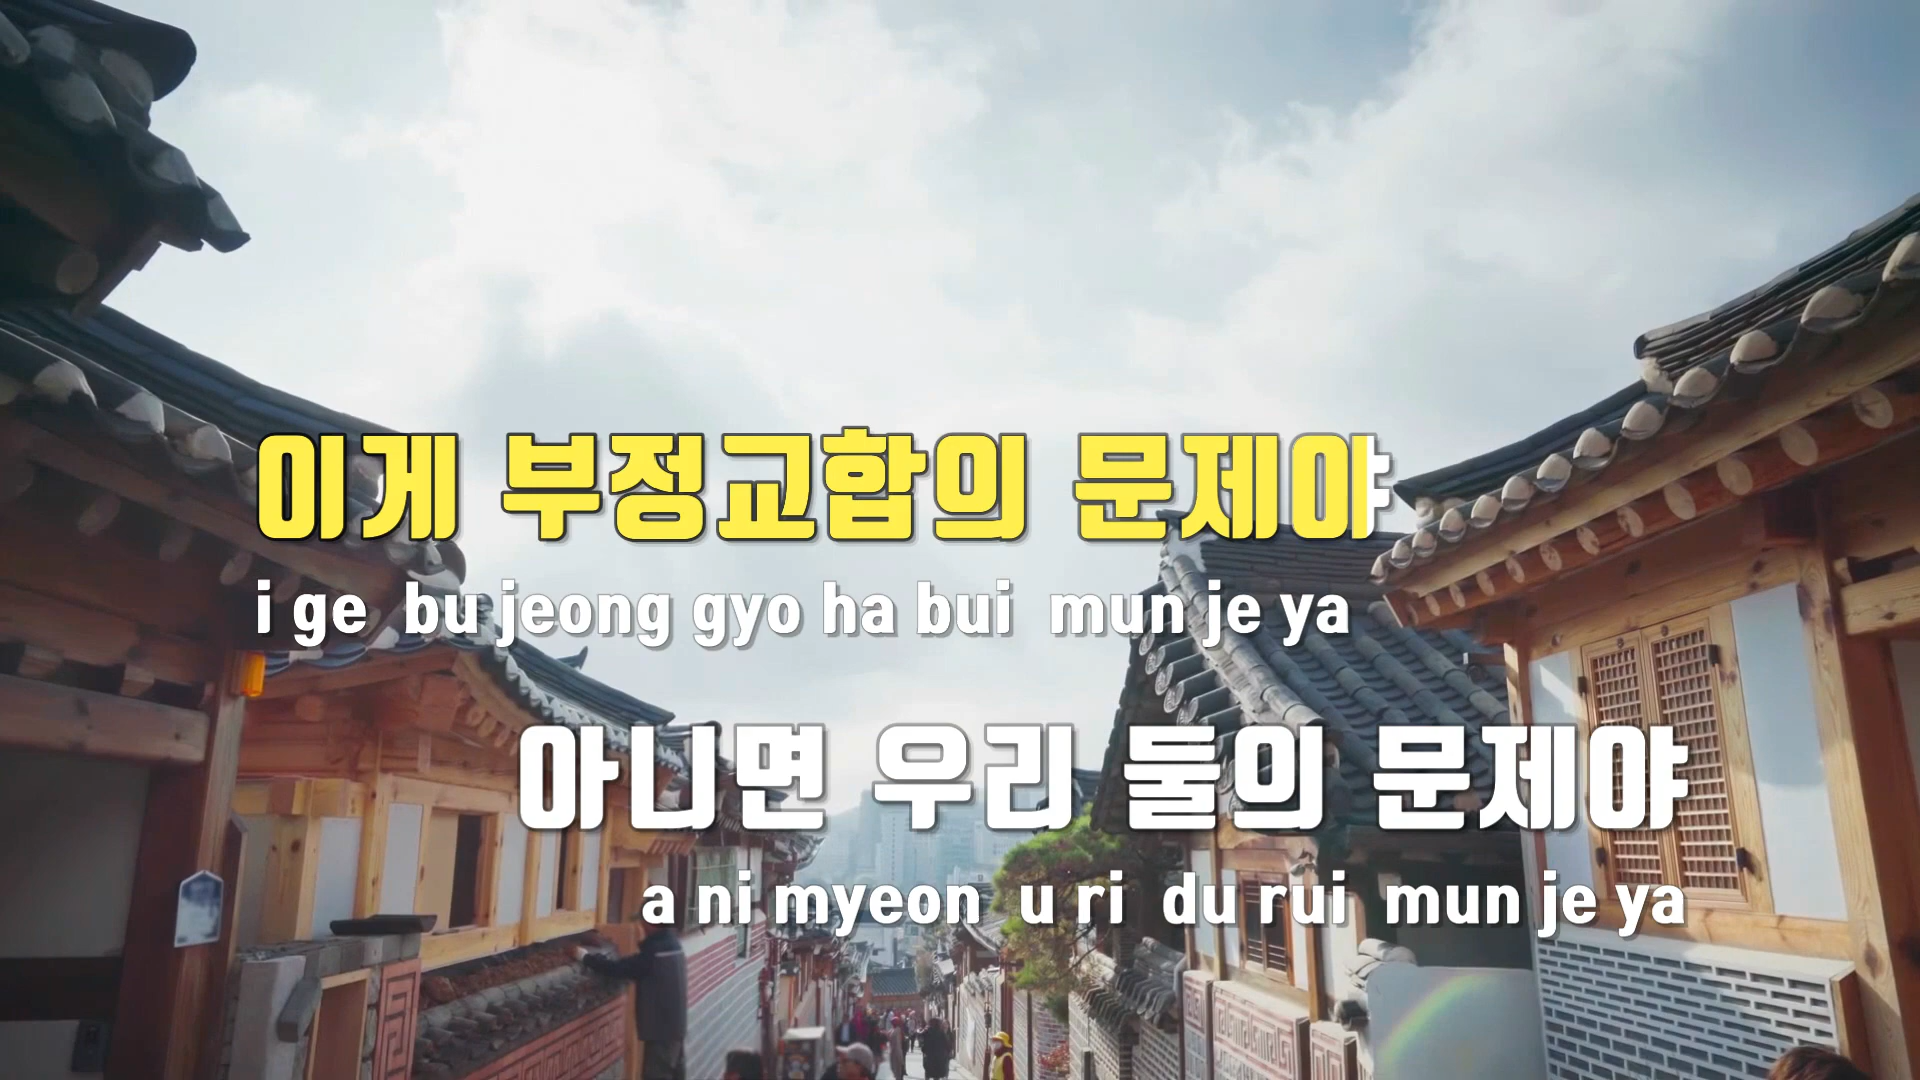 이게 부정교합의 문제야
i ge bu jeong gyo ha bui mun je ya
아니면 우리 둘의 문제야
a ni myeon u ri du rui mun je ya